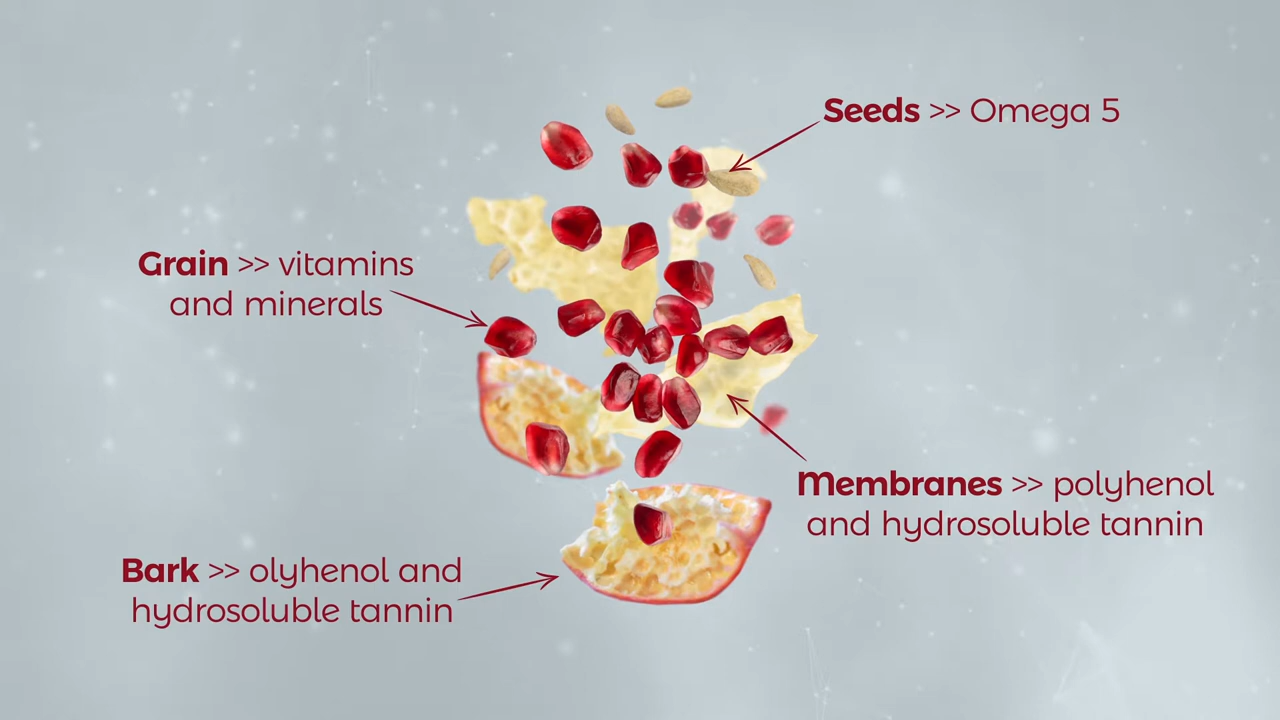 Seeds >> Omega 5
Grain >> vitamins
and minerals
Membranes >> polyhenol
and hydrosoluble tannin
Bark >> olyhenol and
hydrosoluble tannin